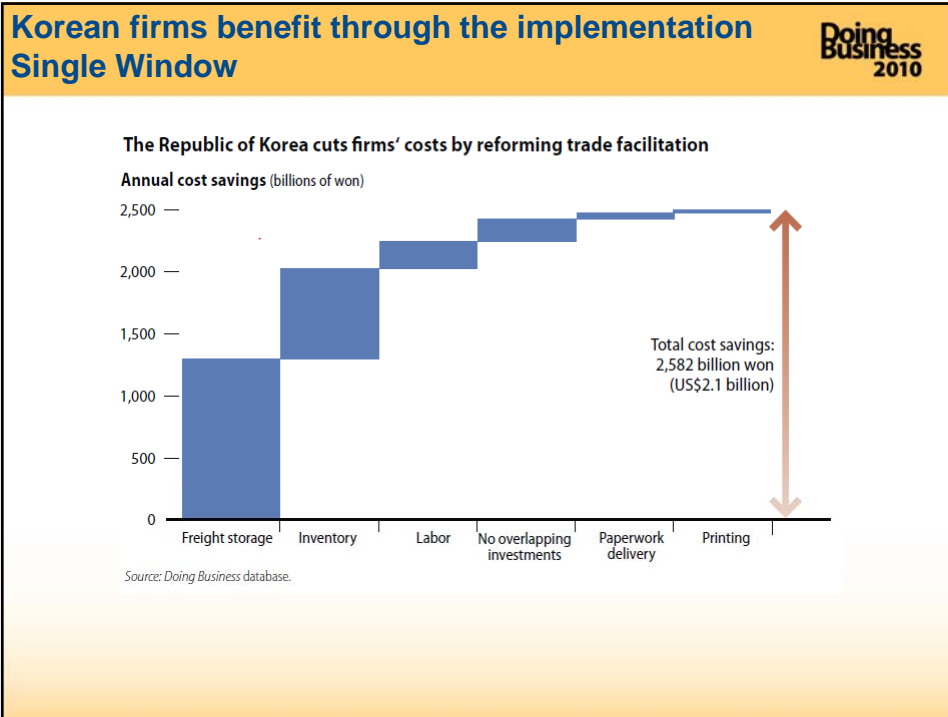 Korean firms benefit through the implementation
Single Window
Doing
Business
2010
The Republic of Korea cuts firms‘ costs by reforming trade facilitation
Annual cost savings (billions of won)
2,500
2,000
1,500
1,000
500
0
Total cost savings:
2,582 billion won
(US$2.1 billion)
Freight storage
Inventory
Labor
No overlapping
investments
Paperwork
delivery
Printing
Source: Doing Business database.